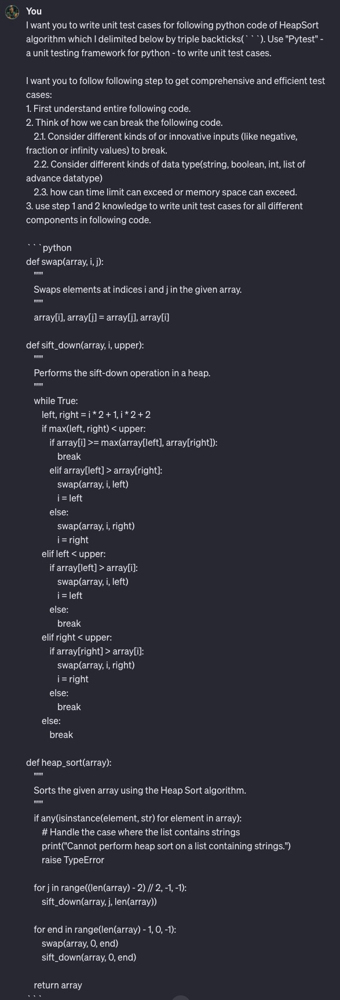 You
I want you to write unit test cases for following python code of HeapSort
algorithm which I delimited below by triple backticks(` ` `). Use "Pytest" -
a unit testing framework for python - to write unit test cases.
I want you to follow following step to get comprehensive and efficient test
cases:
1. First understand entire following code.
2. Think of how we can break the following code.
2.1. Consider different kinds of or innovative inputs (like negative,
fraction or infinity values) to break.
2.2. Consider different kinds of data type(string, boolean, int, list of
advance datatype)
2.3. how can time limit can exceed or memory space can exceed.
3. use step 1 and 2 knowledge to write unit test cases for all different
components in following code.
` ` `python
def swap(array, i, j):
    """
    Swaps elements at indices i and j in the given array.
    """
    array[i], array[j] = array[j], array[i]
def sift_down(array, i, upper):
    """
    Performs the sift-down operation in a heap.
    """
    while True:
        left, right = i * 2 + 1, i * 2 + 2
        if max(left, right) < upper:
            if array[i] >= max(array[left], array[right]):
                break
            elif array[left] > array[right]:
                swap(array, i, left)
                i = left
            else:
                swap(array, i, right)
                i = right
        elif left < upper:
            if array[left] > array[i]:
                swap(array, i, left)
                i = left
            else:
                break
        elif right < upper:
            if array[right] > array[i]:
                swap(array, i, right)
                i = right
            else:
                break
        else:
            break
def heap_sort(array):
    """
    Sorts the given array using the Heap Sort algorithm.
    """
    if any(isinstance(element, str) for element in array):
        # Handle the case where the list contains strings
        print("Cannot perform heap sort on a list containing strings.")
        raise TypeError
    for j in range((len(array) - 2) // 2, -1, -1):
        sift_down(array, j, len(array))
    for end in range(len(array) - 1, 0, -1):
        swap(array, 0, end)
        sift_down(array, 0, end)
    return array
` ` `